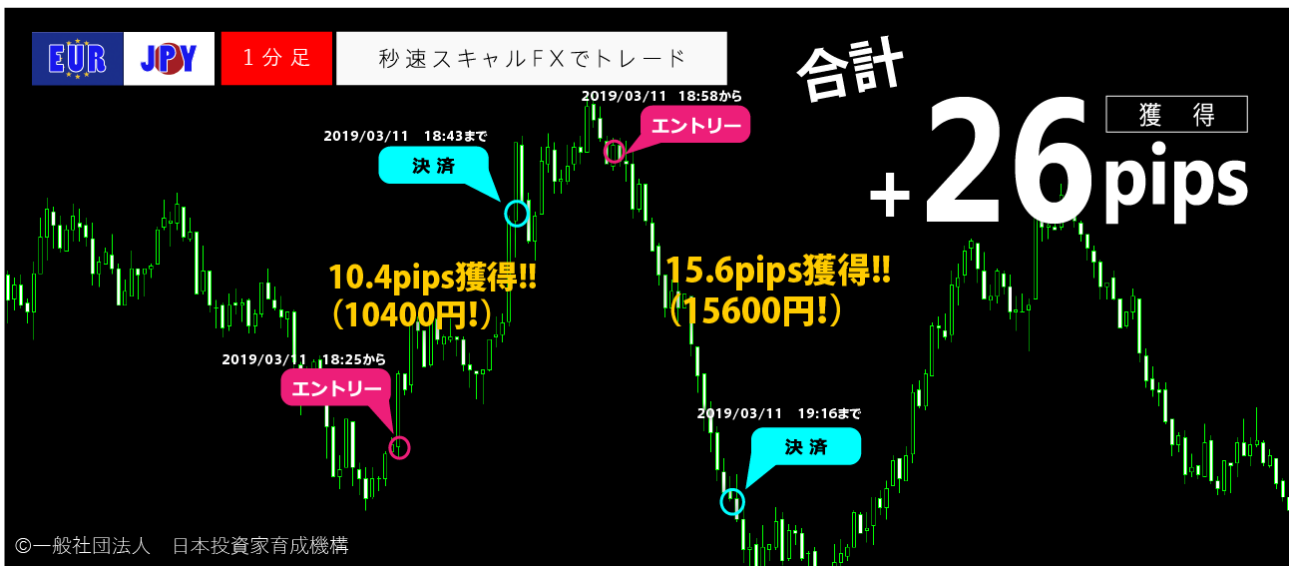 EUR JPY 1分足 秒速スキャルFXでトレード
合計
+26pips
獲得
2019/03/11 18:58から
エントリー
2019/03/11 18:43まで
決済
10.4pips獲得!!
(10400円!)
15.6pips獲得!!
(15600円!)
2019/03/11 18:25から
エントリー
2019/03/11 19:16まで
決済
©一般社団法人 日本投資家育成機構